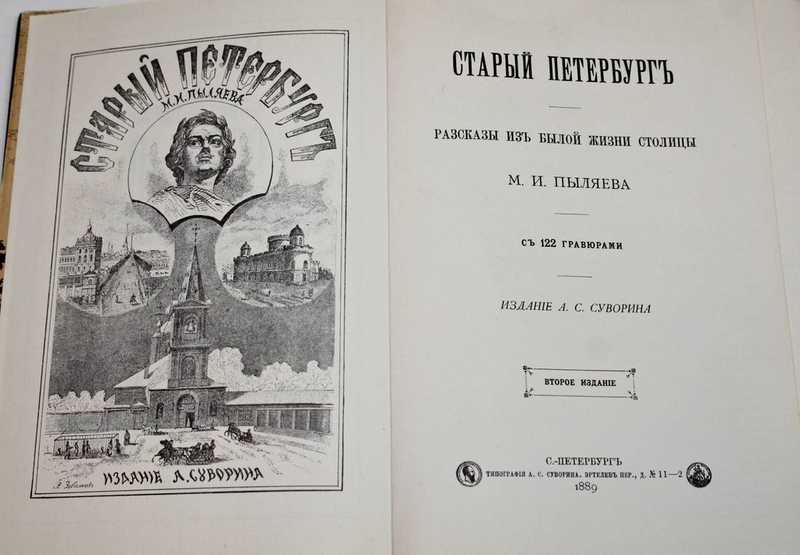 СТАРЫЙ ПЕТЕРБУРГЪ
М. И. ПЫЛЯЕВА
ИЗДАНІЕ А. СУВОРИНА
СТАРЫЙ ПЕТЕРБУРГЪ
РАЗСКАЗЫ ИЗЪ БЫЛОЙ ЖИЗНИ СТОЛИЦЫ
М. И. ПЫЛЯЕВА
СЪ 122 ГРАВЮРАМИ
ИЗДАНІЕ А. С. СУВОРИНА
ВТОРОЕ ИЗДАНІЕ
С.-ПЕТЕРБУРГЪ
ТИПОГРАФІЯ А. С. СУВОРИНА. ЭРТЕЛЕВЪ ПЕР., Д. № 11—2
1889